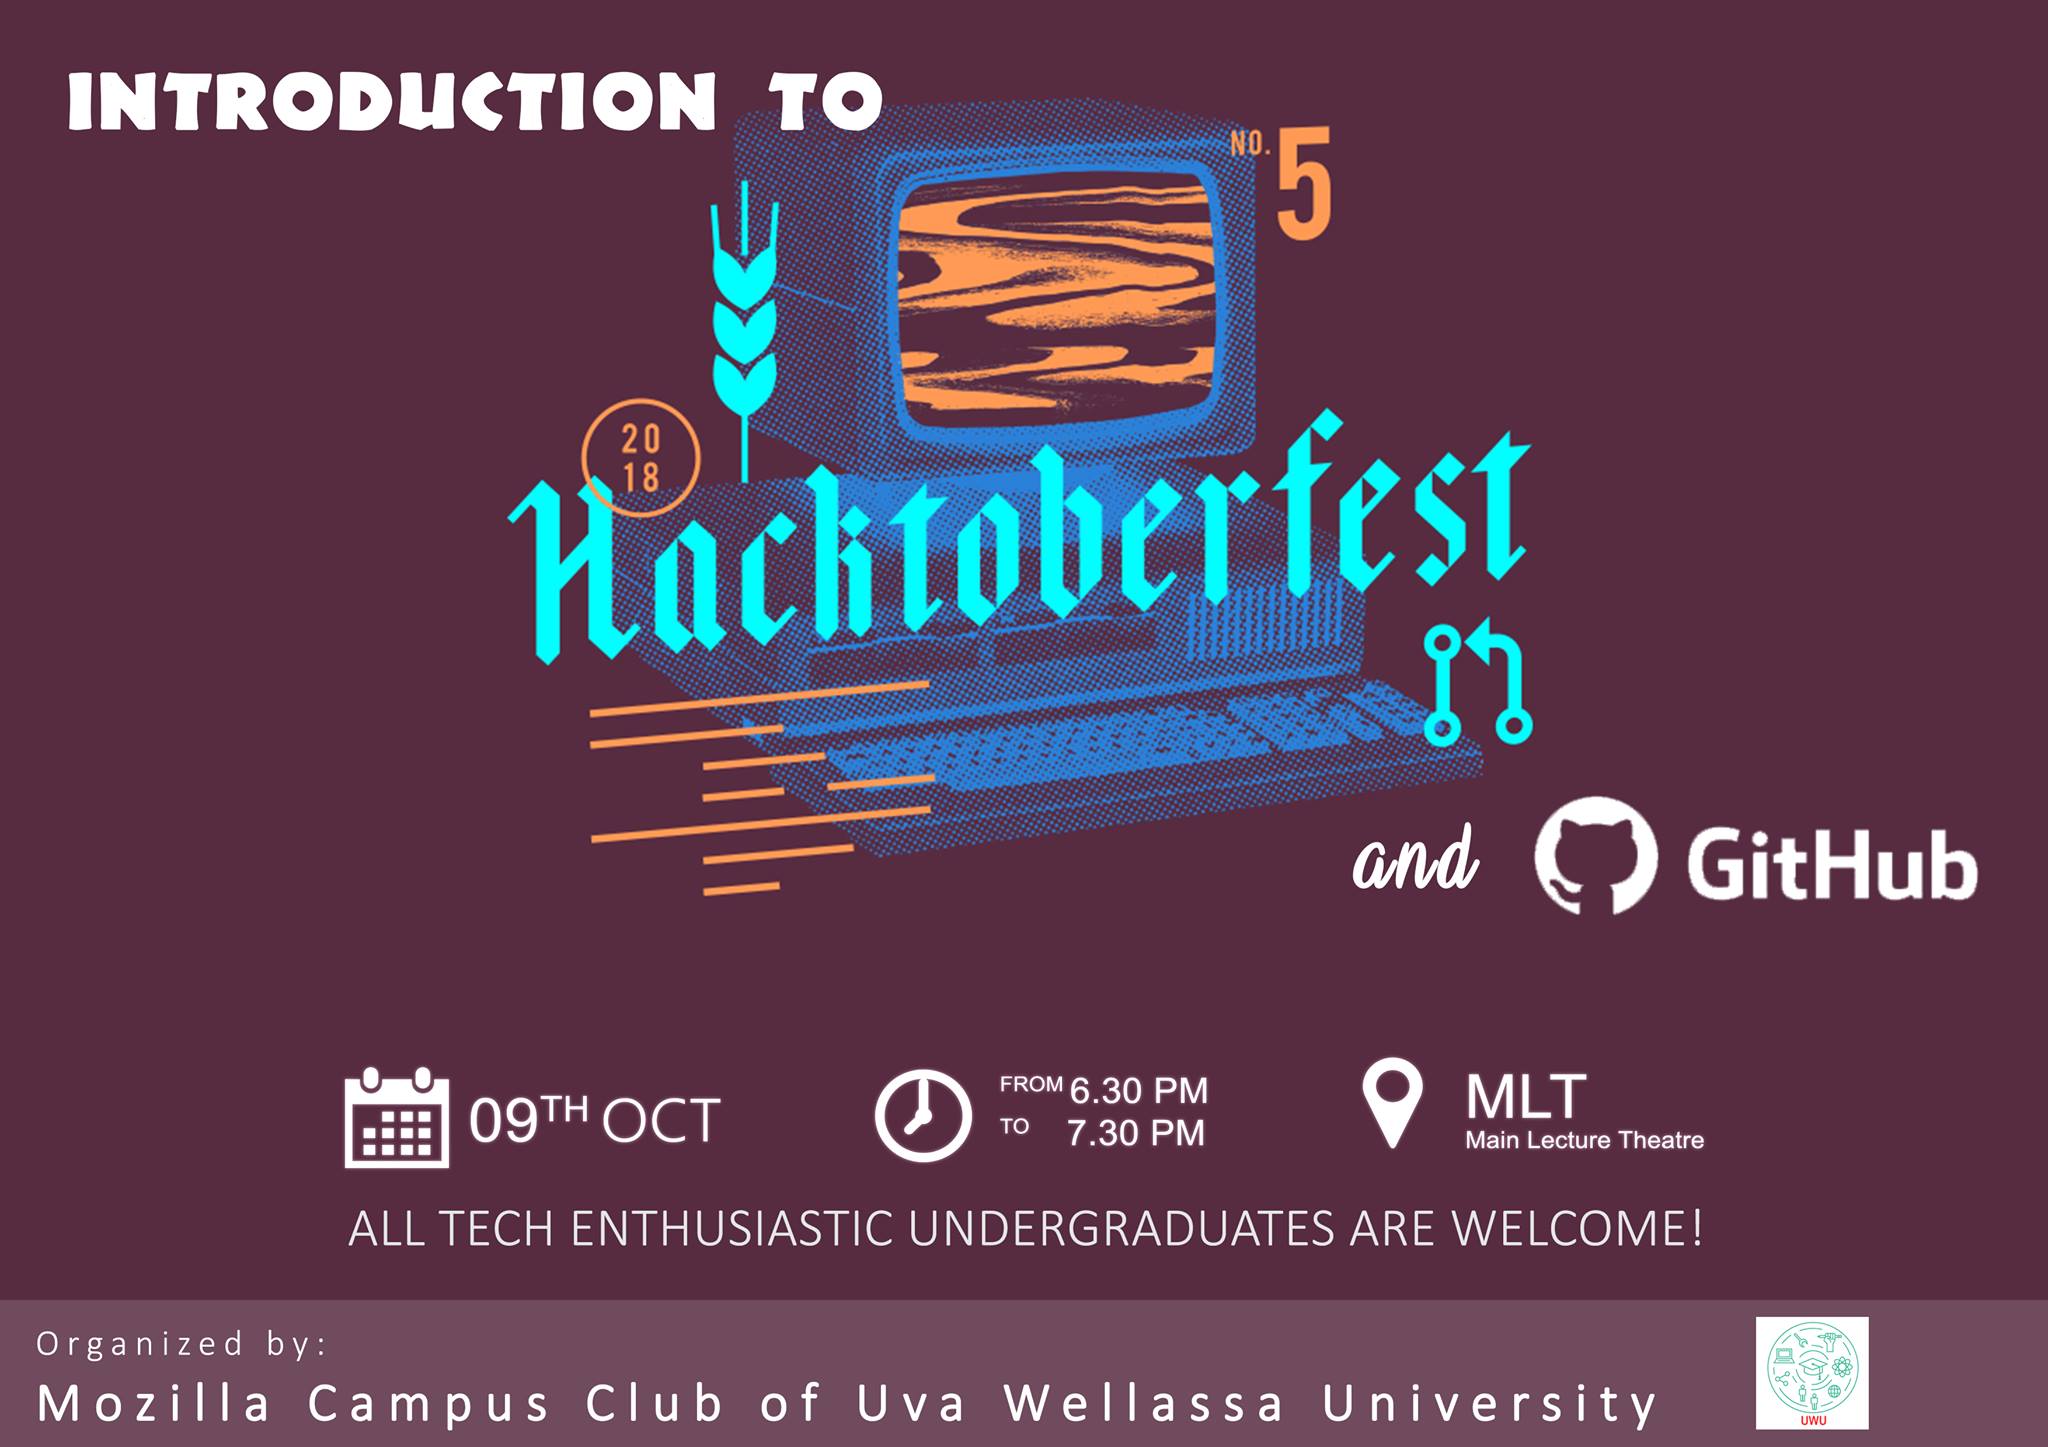 INTRODUCTION TO
NO. 5
20
18
Hacktoberfest
and GitHub
09TH OCT
FROM 6.30 PM
TO 7.30 PM
MLT
Main Lecture Theatre
ALL TECH ENTHUSIASTIC UNDERGRADUATES ARE WELCOME!
Organized by:
Mozilla Campus Club of Uva Wellassa University
UWU